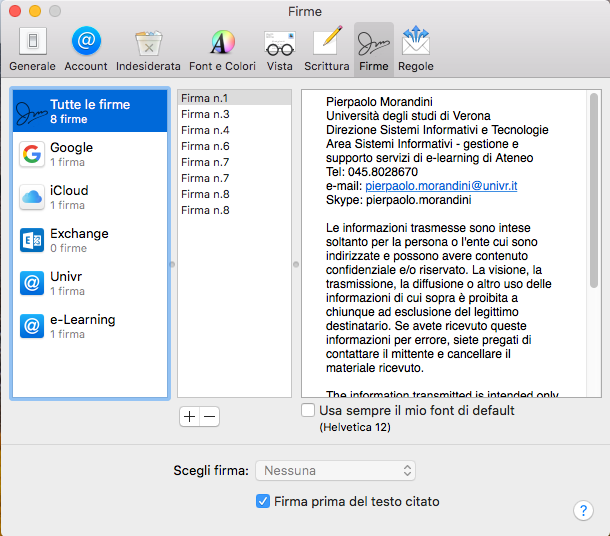 Firme
Generale Account Indesiderata Font e Colori Vista Scrittura Firme Regole
Tutte le firme
8 firme
Google
1 firma
iCloud
1 firma
Exchange
0 firme
Univr
1 firma
e-Learning
1 firma
Firma n.1
Firma n.3
Firma n.4
Firma n.6
Firma n.7
Firma n.7
Firma n.8
Firma n.8
Pierpaolo Morandini
Università degli studi di Verona
Direzione Sistemi Informativi e Tecnologie
Area Sistemi Informativi - gestione e
supporto servizi di e-learning di Ateneo
Tel: 045.8028670
e-mail: pierpaolo.morandini@univr.it
Skype: pierpaolo.morandini
Le informazioni trasmesse sono intese
soltanto per la persona o l'ente cui sono
indirizzate e possono avere contenuto
confidenziale e/o riservato. La visione, la
trasmissione, la diffusione o altro uso delle
informazioni di cui sopra è proibita a
chiunque ad esclusione del legittimo
destinatario. Se avete ricevuto queste
informazioni per errore, siete pregati di
contattare il mittente e cancellare il
materiale ricevuto.
The information transmitted is intended only
+ −
Usa sempre il mio font di default
(Helvetica 12)
Scegli firma: Nessuna
Firma prima del testo citato
?